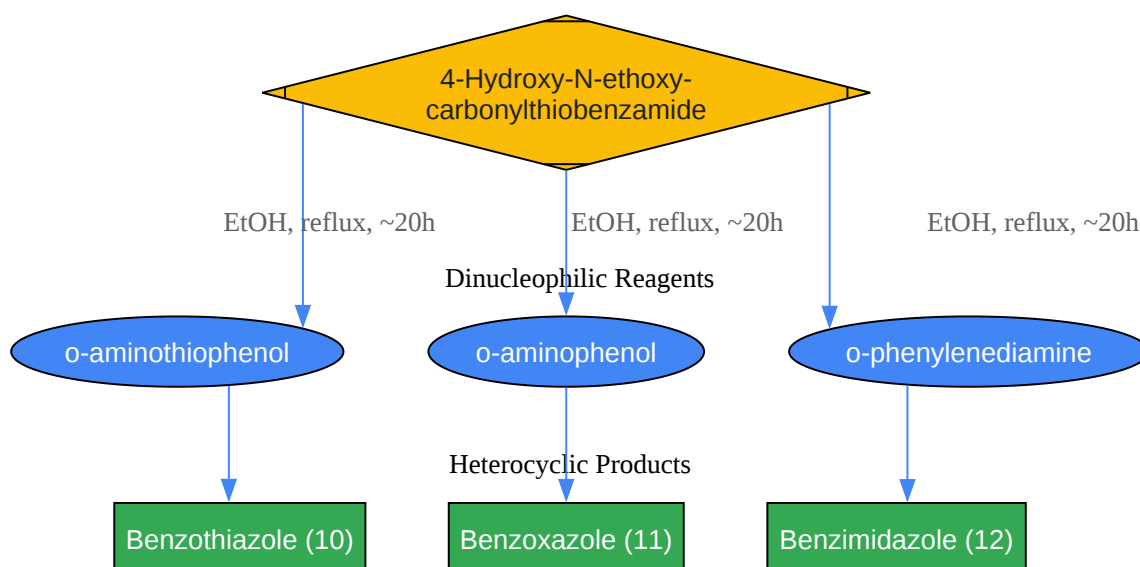 4-Hydroxy-N-ethoxy-
carbonylthiobenzamide
EtOH, reflux, ~20h
EtOH, reflux, ~20h
EtOH, reflux, ~20h
Dinucleophilic Reagents
o-aminothiophenol
o-aminophenol
o-phenylenediamine
Heterocyclic Products
Benzothiazole (10)
Benzoxazole (11)
Benzimidazole (12)